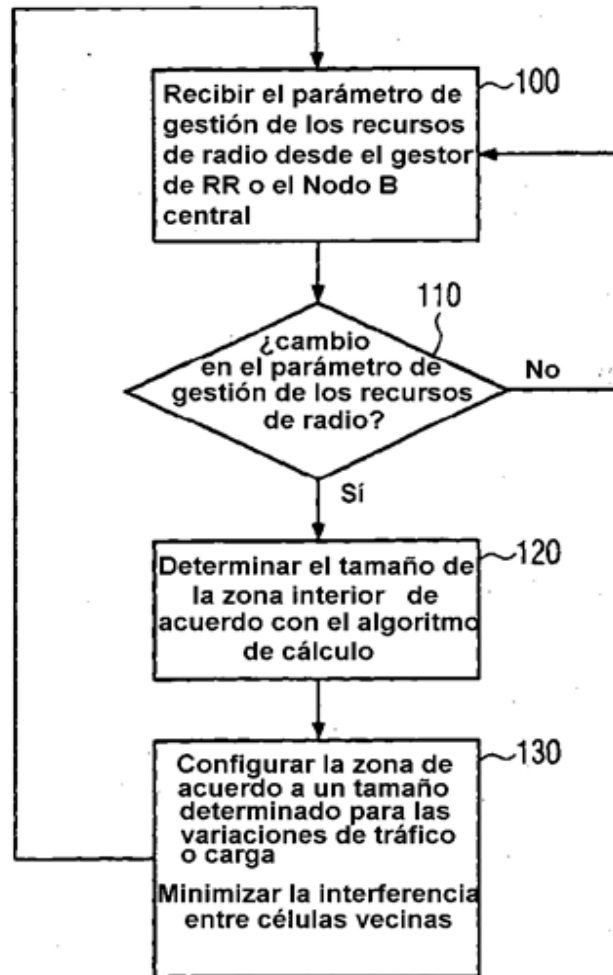 100
Recibir el parámetro de
gestión de los recursos
de radio desde el gestor
de RR o el Nodo B
central
110
¿cambio
en el parámetro de
gestión de los recursos
de radio?
No
Sí
120
Determinar el tamaño de
la zona interior de
acuerdo con el algoritmo
de cálculo
130
Configurar la zona de
acuerdo a un tamaño
determinado para las
variaciones de tráfico
o carga
Minimizar la interferencia
entre células vecinas